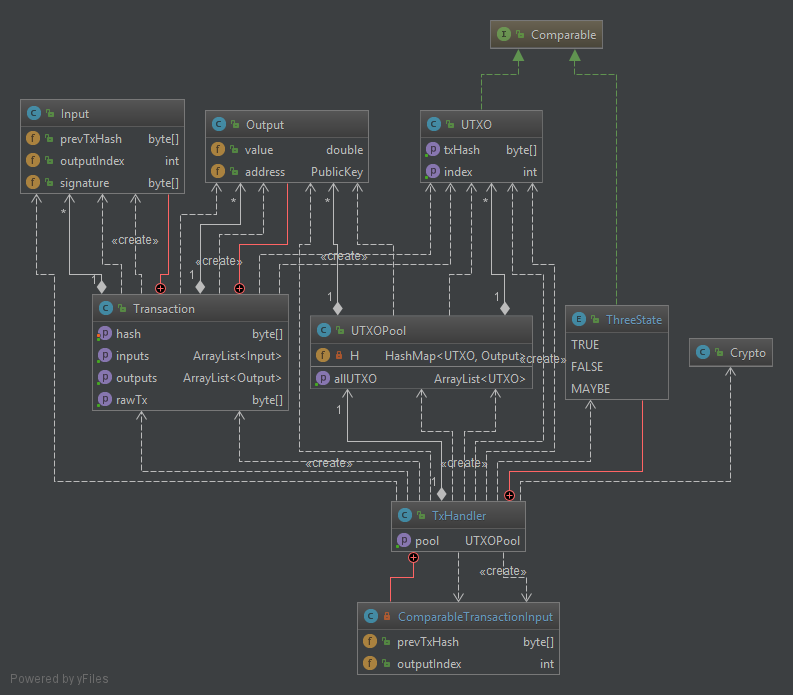 Comparable
Input
prevTxHash byte[]
outputIndex int
signature byte[]
Output
value double
address PublicKey
UTXO
txHash byte[]
index int
*
*
*
«create»
«create»
«create»
1
1
1
1
Transaction
hash byte[]
inputs ArrayList<Input>
outputs ArrayList<Output>
rawTx byte[]
UTXOPool
H HashMap<UTXO, Output>
allUTXO ArrayList<UTXO>
«create»
ThreeState
TRUE
FALSE
MAYBE
Crypto
1
«create»
«create»
1
TxHandler
pool UTXOPool
«create»
ComparableTransactionInput
prevTxHash byte[]
outputIndex int
Powered by yFiles